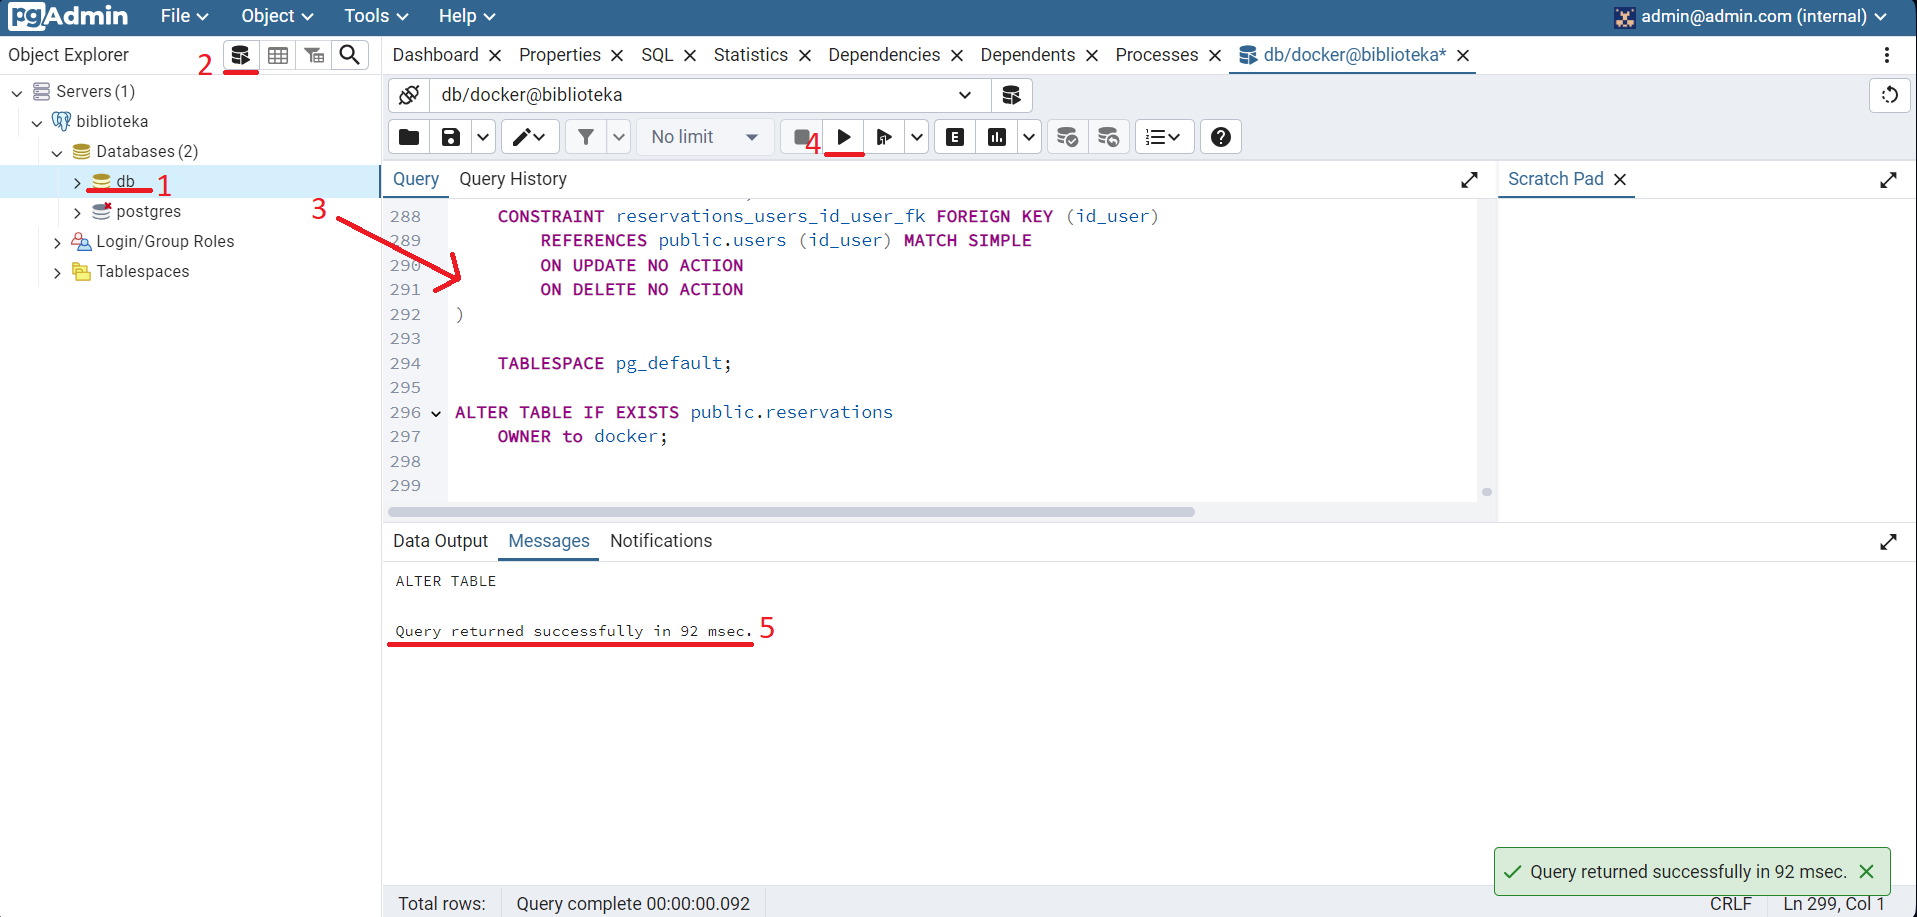 pgAdmin File Object Tools Help admin@admin.com (internal)
Object Explorer 2
Dashboard Properties SQL Statistics Dependencies Dependents Processes db/docker@biblioteka*
Servers (1)
biblioteka
Databases (2)
db 1
postgres
Login/Group Roles
Tablespaces
db/docker@biblioteka
No limit 4 E
Query Query History
Scratch Pad
3
288 CONSTRAINT reservations_users_id_user_fk FOREIGN KEY (id_user)
289 REFERENCES public.users (id_user) MATCH SIMPLE
290 ON UPDATE NO ACTION
291 ON DELETE NO ACTION
292 )
293
294 TABLESPACE pg_default;
295
296 ALTER TABLE IF EXISTS public.reservations
297 OWNER to docker;
298
299
Data Output Messages Notifications
ALTER TABLE
Query returned successfully in 92 msec. 5
Query returned successfully in 92 msec.
Total rows: Query complete 00:00:00.092 CRLF Ln 299, Col 1